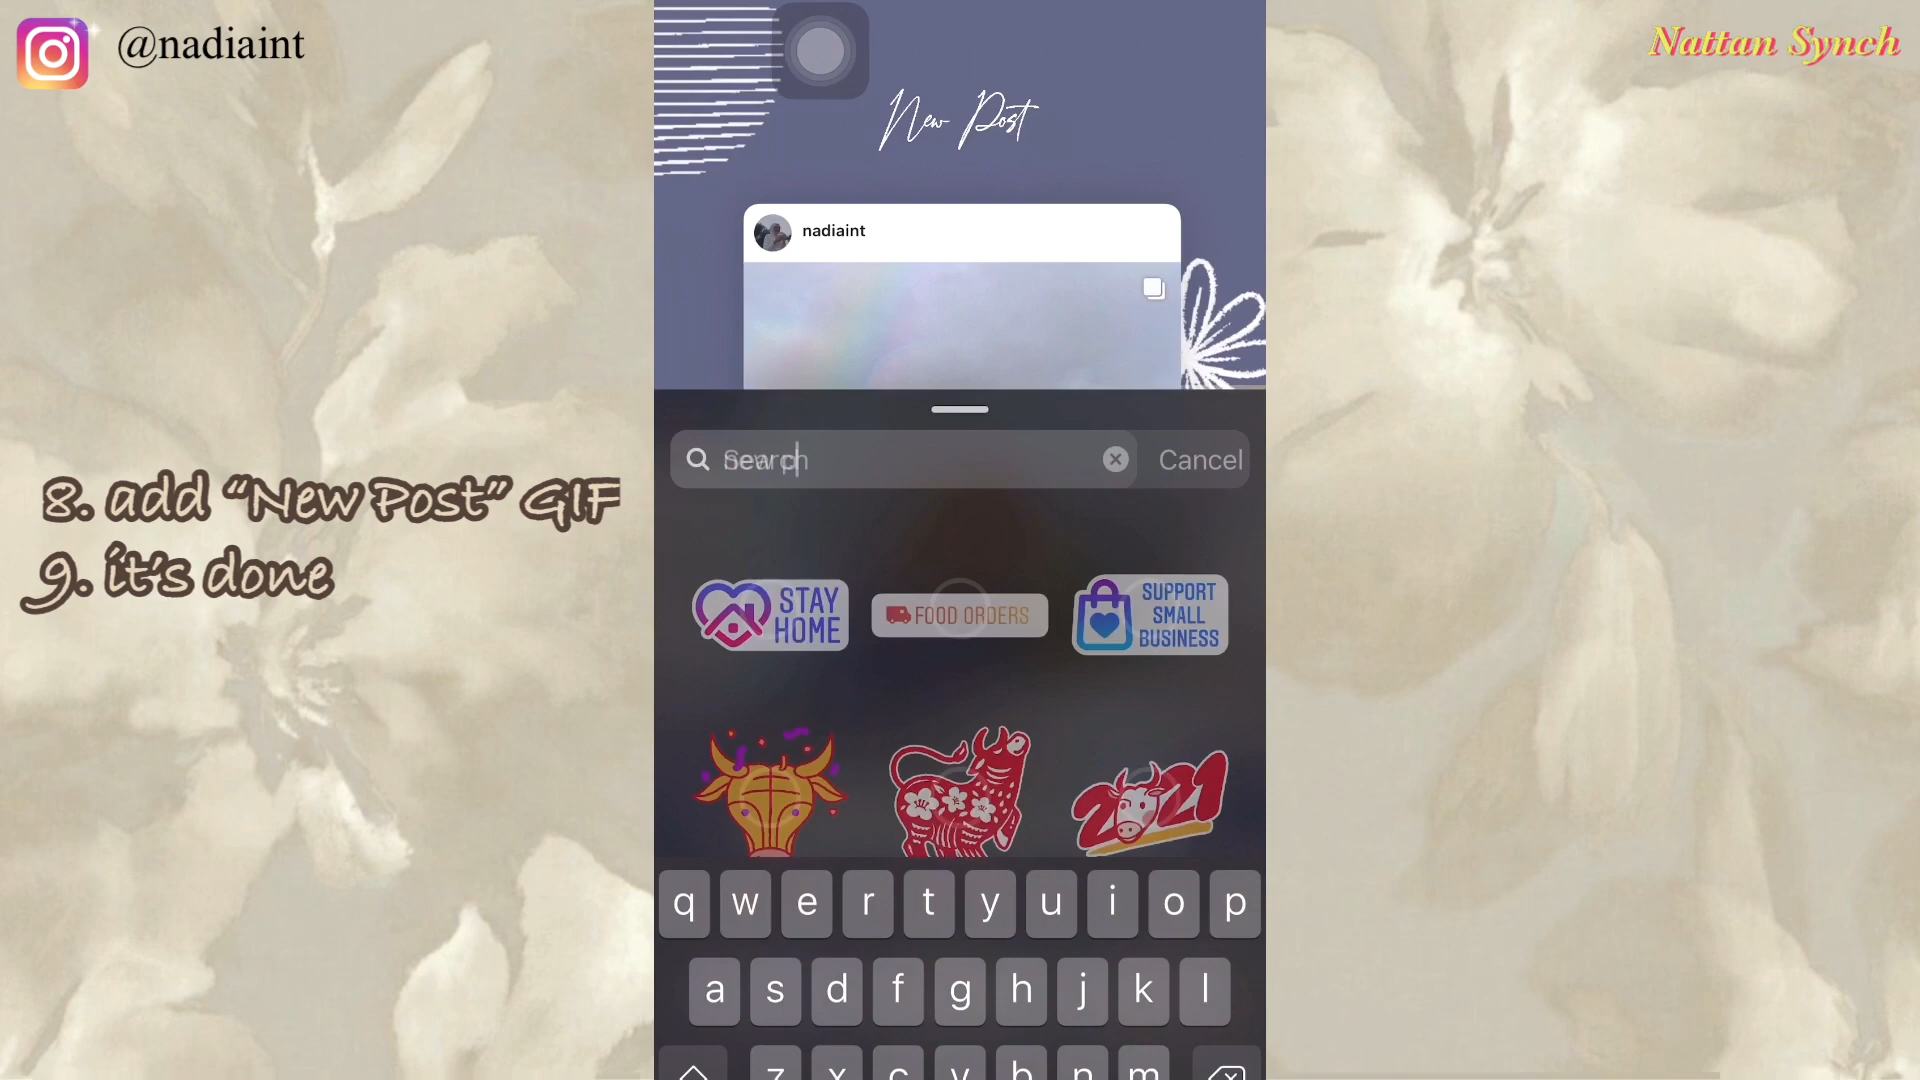 @nadiaint
Nattan Synch
New Post
nadiaint
Cancel
8. add “New Post” GIF
9. it's done
STAY
HOME
FOOD ORDERS
SUPPORT
SMALL
BUSINESS
2021
q w e r t y u i o p
a s d f g h j k l
z x c v b n m